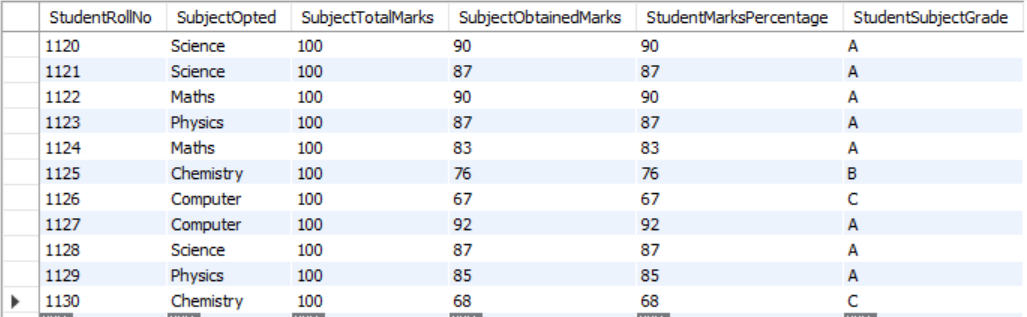 StudentRollNo SubjectOpted SubjectTotalMarks SubjectObtainedMarks StudentMarksPercentage StudentSubjectGrade
1120 Science 100 90 90 A
1121 Science 100 87 87 A
1122 Maths 100 90 90 A
1123 Physics 100 87 87 A
1124 Maths 100 83 83 A
1125 Chemistry 100 76 76 B
1126 Computer 100 67 67 C
1127 Computer 100 92 92 A
1128 Science 100 87 87 A
1129 Physics 100 85 85 A
1130 Chemistry 100 68 68 C